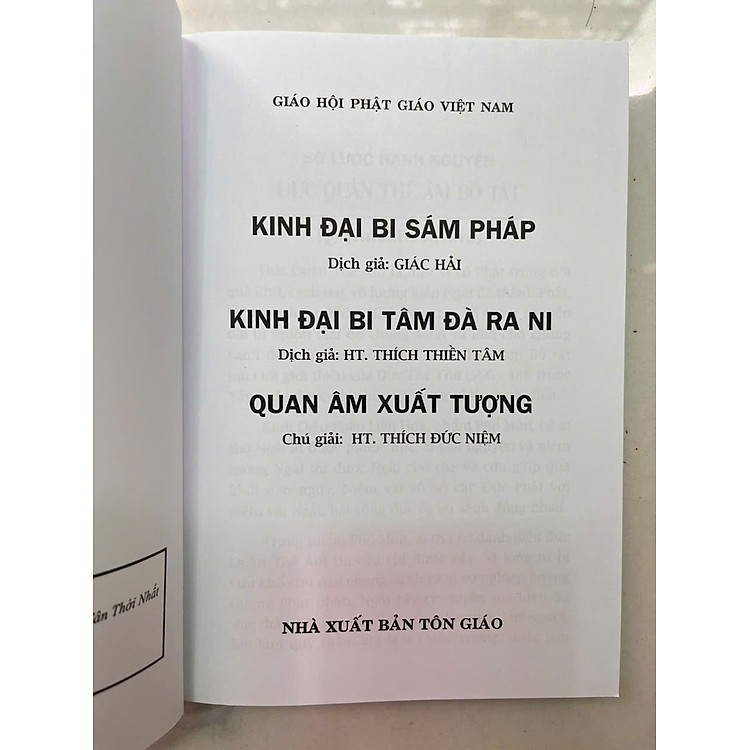 GIÁO HỘI PHẬT GIÁO VIỆT NAM
KINH ĐẠI BI SÁM PHÁP
Dịch giả: GIÁC HẢI
KINH ĐẠI BI TÂM ĐÀ RA NI
Dịch giả: HT. THÍCH THIỀN TÂM
QUAN ÂM XUẤT TƯỢNG
Chú giải: HT. THÍCH ĐỨC NIỆM
NHÀ XUẤT BẢN TÔN GIÁO
Thới Nhất